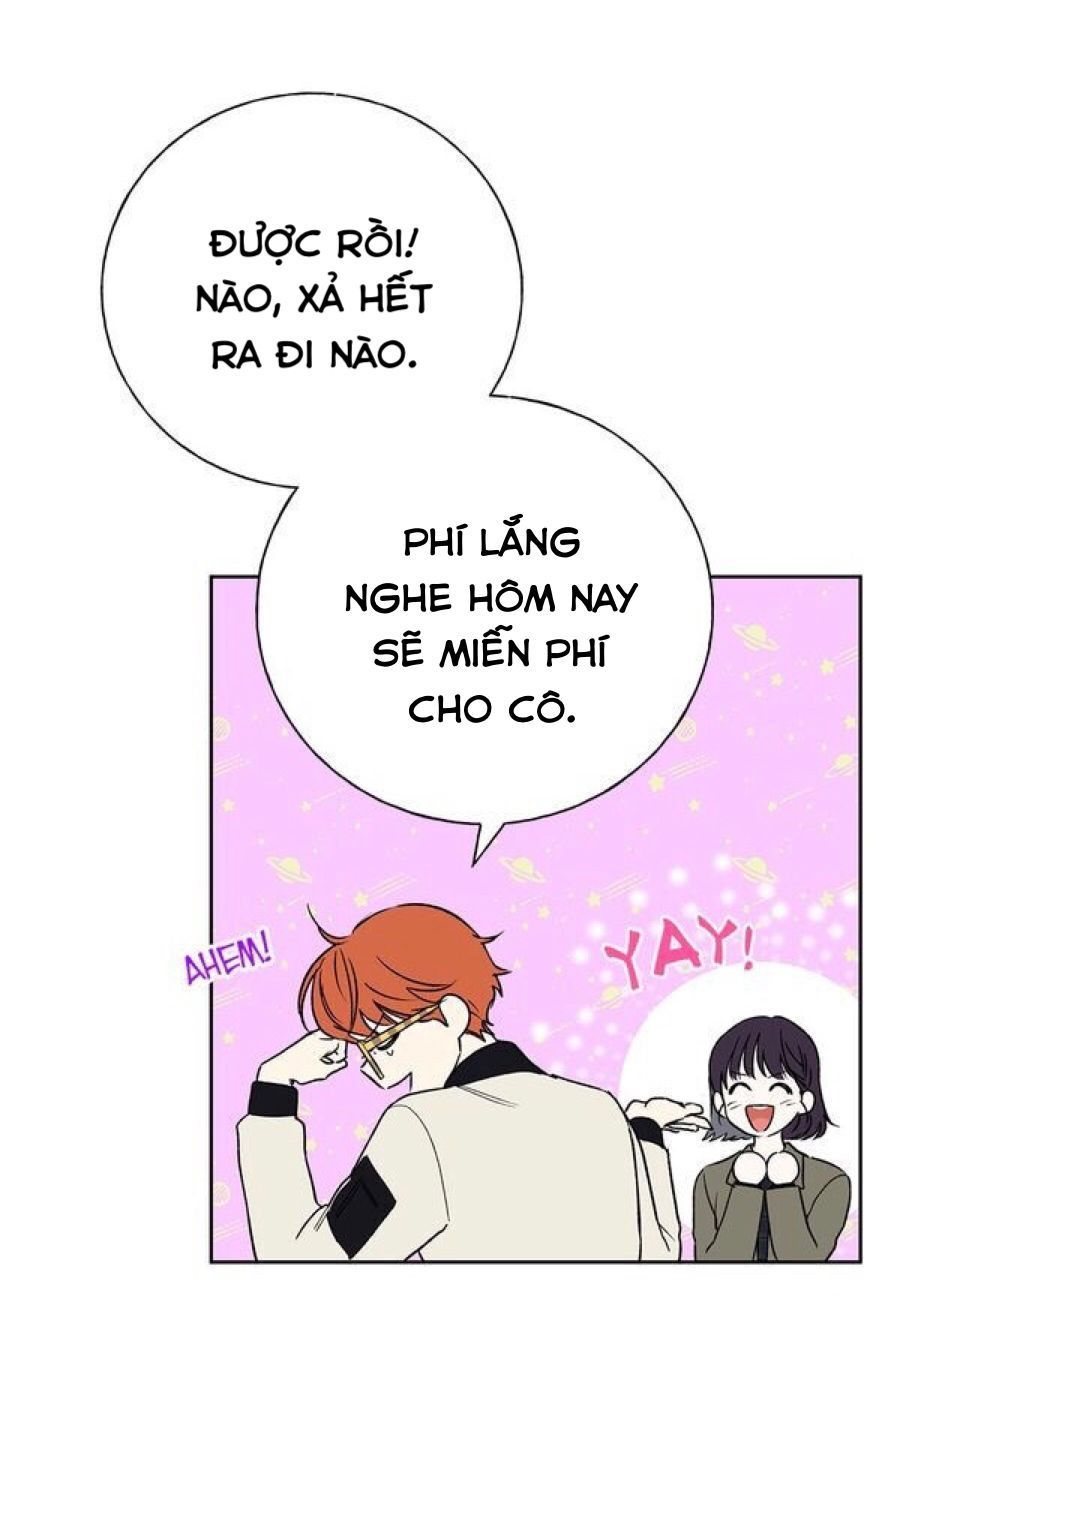 ĐƯỢC RỒI!
NÀO, XẢ HẾT
RA ĐI NÀO.
PHÍ LẮNG
NGHE HÔM NAY
SẼ MIỄN PHÍ
CHO CÔ.
AHEM!
YAY!